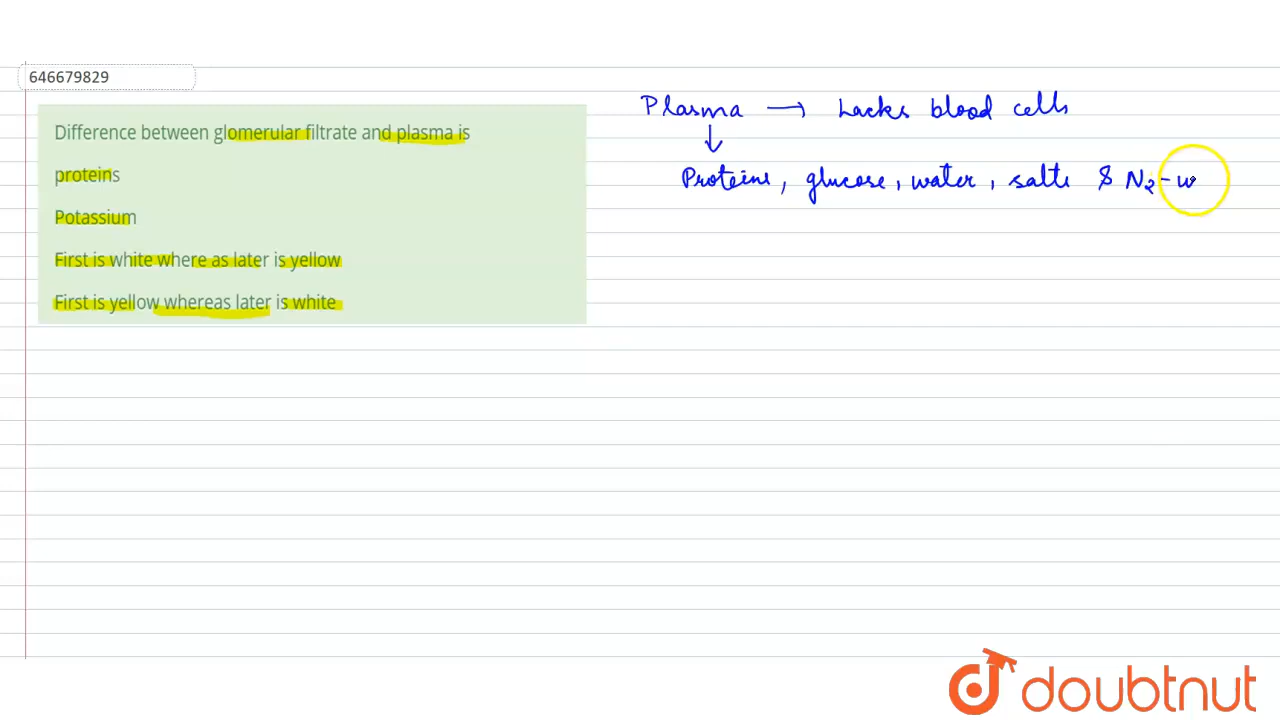 646679829
Difference between glomerular filtrate and plasma is
proteins
Potassium
First is white where as later is yellow
First is yellow whereas later is white
Plasma → Lacks blood cells
↓
Proteins, glucose, water, salts & N2-w
doubtnut